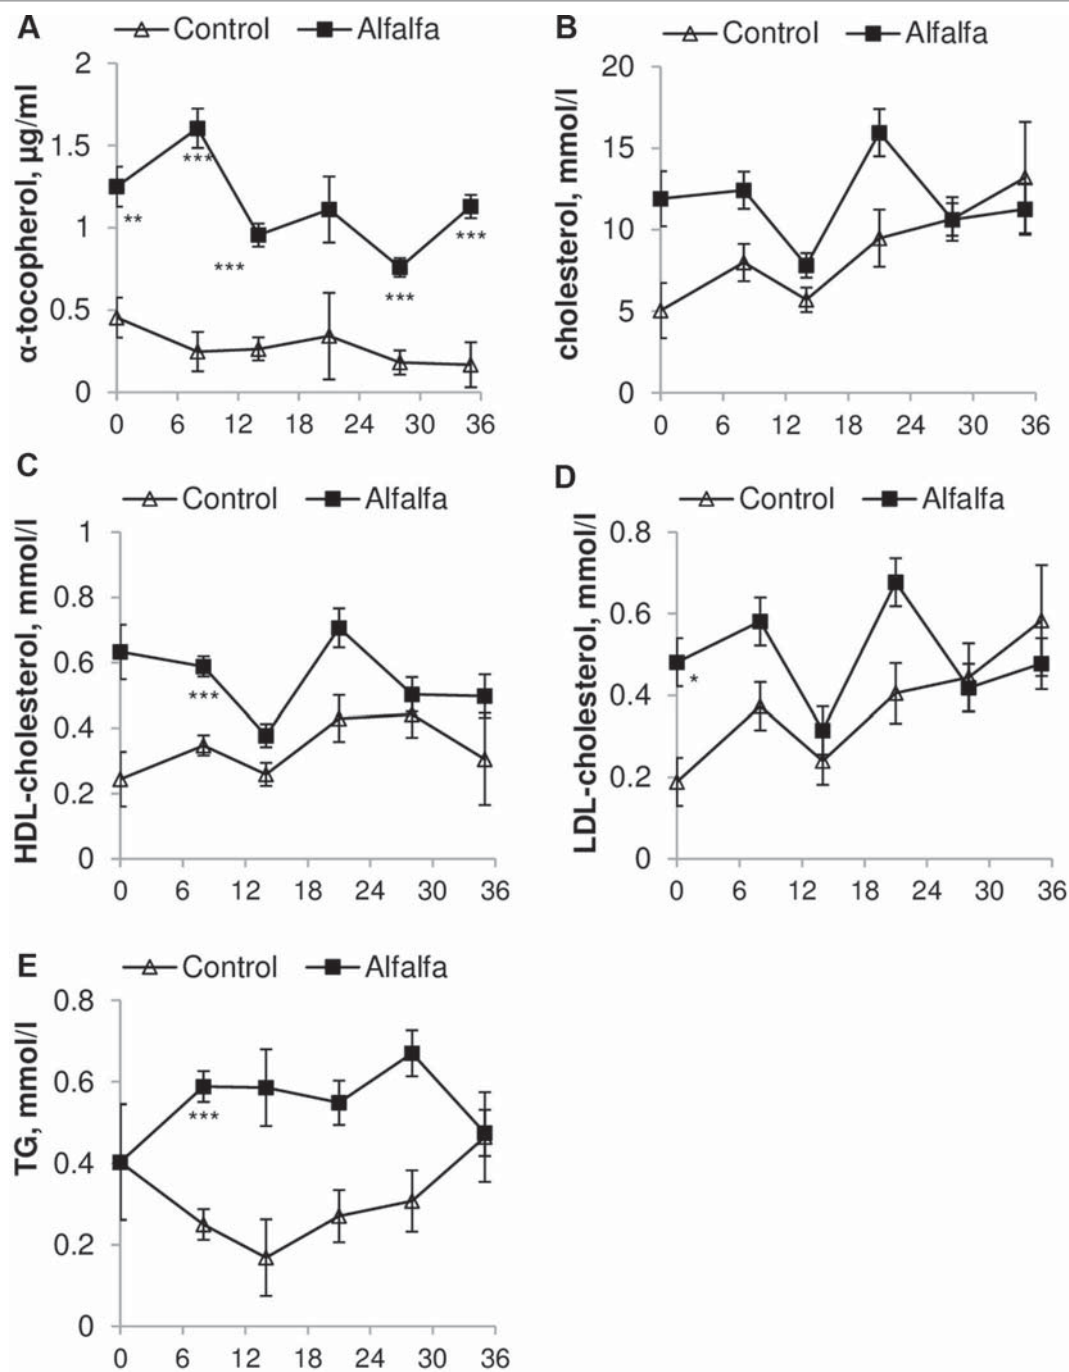 A
Control
Alfalfa
α-tocopherol, µg/ml
2
1.5
1
0.5
0
**
***
***
***
***
0 6 12 18 24 30 36
B
Control
Alfalfa
cholesterol, mmol/l
20
15
10
5
0
0 6 12 18 24 30 36
C
Control
Alfalfa
HDL-cholesterol, mmol/l
1
0.8
0.6
0.4
0.2
0
***
0 6 12 18 24 30 36
D
Control
Alfalfa
LDL-cholesterol, mmol/l
0.8
0.6
0.4
0.2
0
*
0 6 12 18 24 30 36
E
Control
Alfalfa
TG, mmol/l
0.8
0.6
0.4
0.2
0
***
0 6 12 18 24 30 36